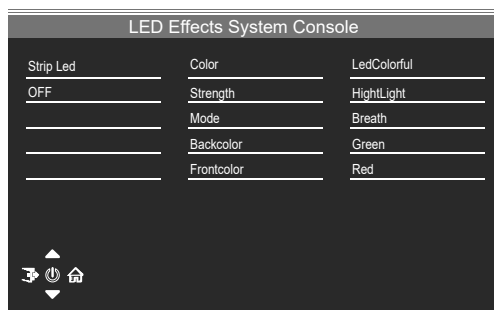 LED Effects System Console
Strip Led
Color
LedColorful
OFF
Strength
HightLight
Mode
Breath
Backcolor
Green
Frontcolor
Red